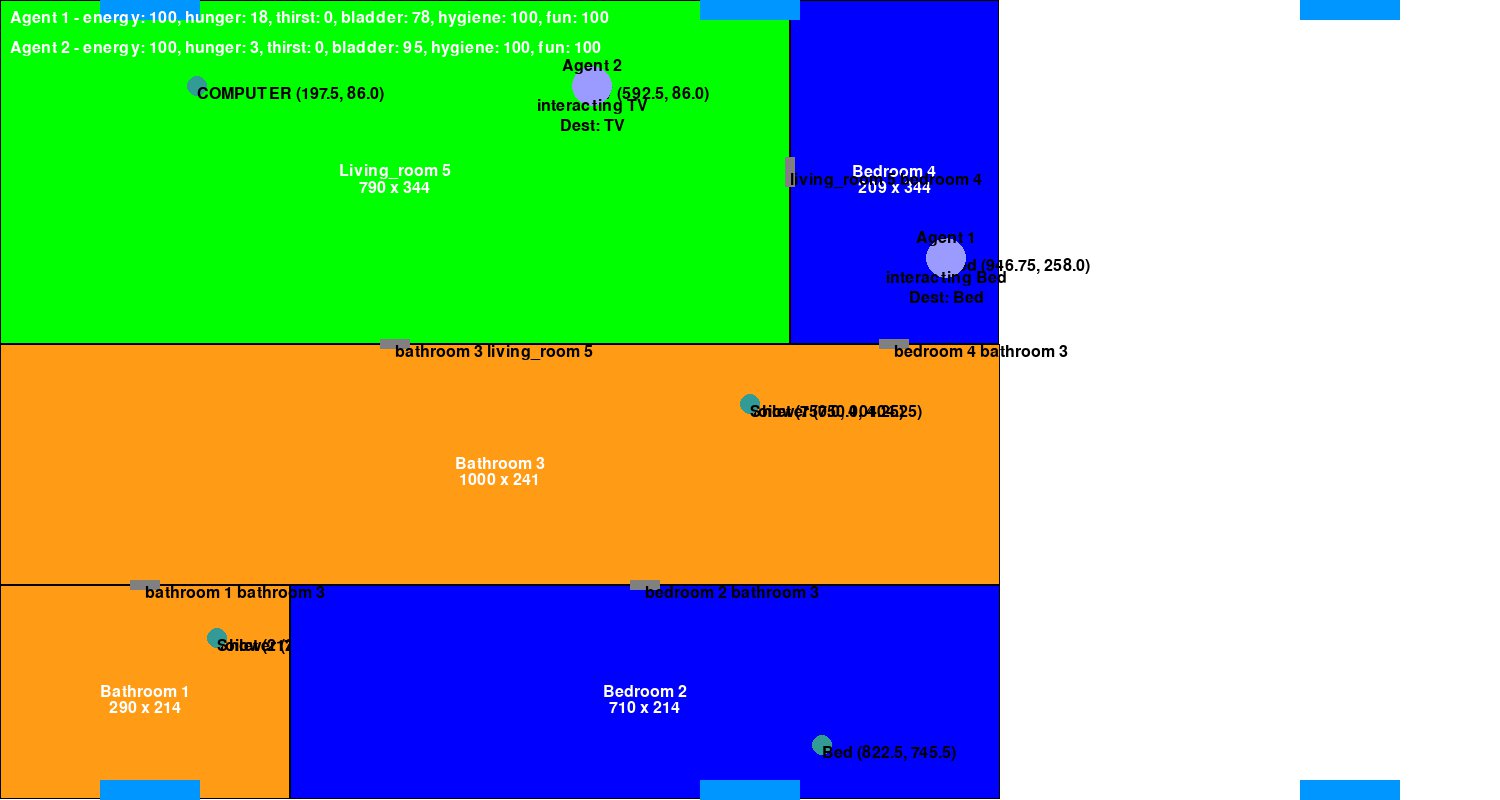 Agent 1 - energy: 100, hunger: 18, thirst: 0, bladder: 78, hygiene: 100, fun: 100
Agent 2 - energy: 100, hunger: 3, thirst: 0, bladder: 95, hygiene: 100, fun: 100
Agent 2
COMPUTER (197.5, 86.0)
(592.5, 86.0)
interacting TV
Dest: TV
Living_room 5
790 x 344
Bedroom 4
living_room 5 bedroom 4
209 x 344
Agent 1
(946.75, 258.0)
interacting Bed
Dest: Bed
bathroom 3 living_room 5
bedroom 4 bathroom 3
Bathroom 3
1000 x 241
bathroom 1 bathroom 3
bedroom 2 bathroom 3
Bathroom 1
290 x 214
Bedroom 2
710 x 214
Bed (822.5, 745.5)